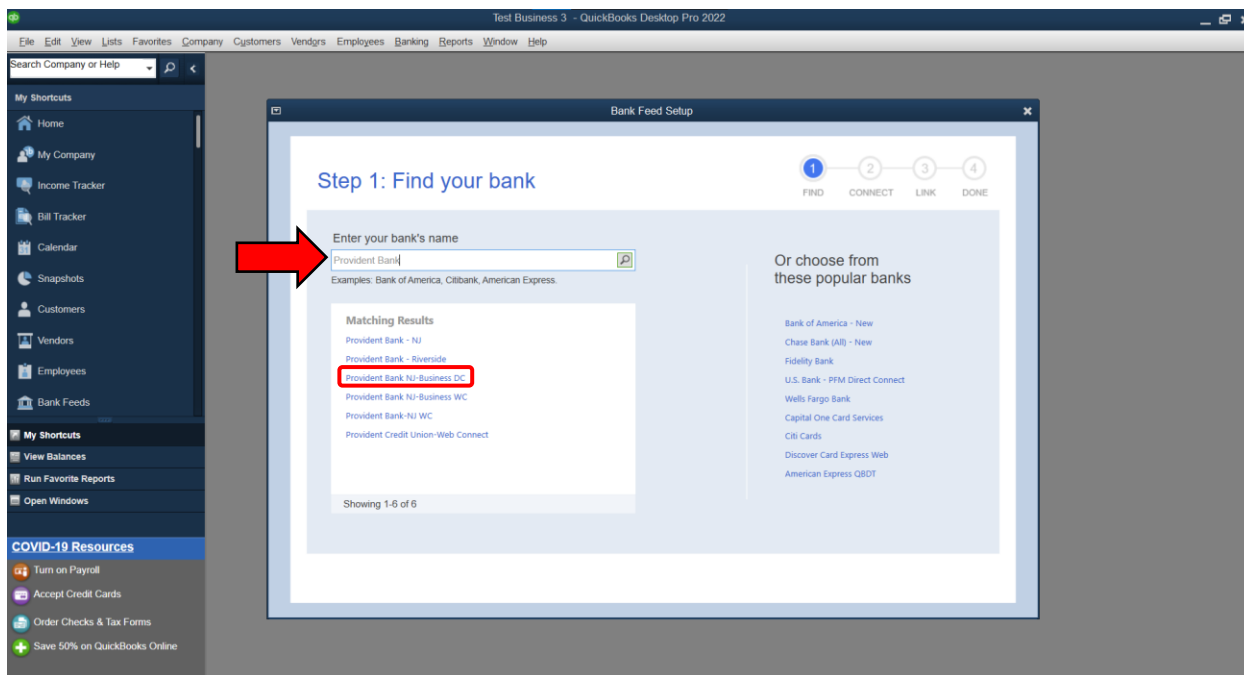 Test Business 3 - QuickBooks Desktop Pro 2022
File Edit View Lists Favorites Company Customers Vendors Employees Banking Reports Window Help
Search Company or Help
My Shortcuts
Home
My Company
Income Tracker
Bill Tracker
Calendar
Snapshots
Customers
Vendors
Employees
Bank Feeds
My Shortcuts
View Balances
Run Favorite Reports
Open Windows
COVID-19 Resources
Turn on Payroll
Accept Credit Cards
Order Checks & Tax Forms
Save 50% on QuickBooks Online
Bank Feed Setup
Step 1: Find your bank
1 2 3 4
FIND CONNECT LINK DONE
Enter your bank's name
Provident Bank
Examples: Bank of America, Citibank, American Express.
Matching Results
Provident Bank - NJ
Provident Bank - Riverside
Provident Bank NJ-Business DC
Provident Bank NJ-Business WC
Provident Bank-NJ WC
Provident Credit Union-Web Connect
Showing 1-6 of 6
Or choose from
these popular banks
Bank of America - New
Chase Bank (All) - New
Fidelity Bank
U.S. Bank - PFM Direct Connect
Wells Fargo Bank
Capital One Card Services
Citi Cards
Discover Card Express Web
American Express QBDT